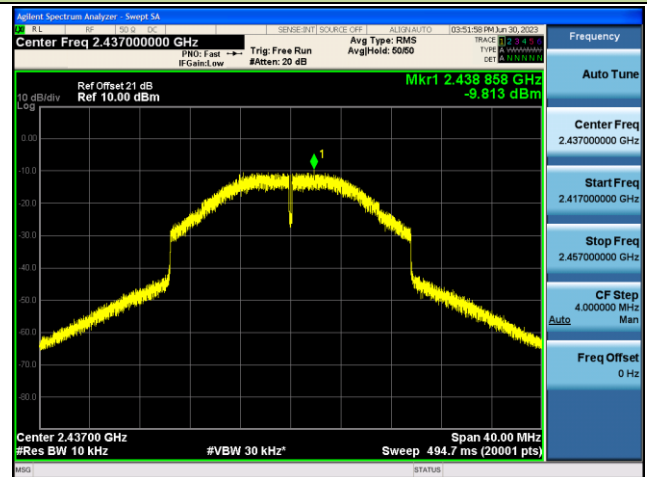 Agilent Spectrum Analyzer - Swept SA
RL RF 50 Ω DC SENSE:INT SOURCE OFF ALIGN AUTO 03:51:58 PM Jun 30, 2023
Center Freq 2.437000000 GHz
PNO: Fast
IFGain:Low
Trig: Free Run
#Atten: 20 dB
Avg Type: RMS
Avg|Hold: 50/50
TRACE 1 2 3 4 5 6
TYPE A
DET A N N N N N
Frequency
Auto Tune
Center Freq
2.437000000 GHz
Start Freq
2.417000000 GHz
Stop Freq
2.457000000 GHz
CF Step
4.000000 MHz
Auto Man
Freq Offset
0 Hz
Ref Offset 21 dB
10 dB/div Ref 10.00 dBm
Log
Mkr1 2.438 858 GHz
-9.813 dBm
1
0.00
-10.0
-20.0
-30.0
-40.0
-50.0
-60.0
-70.0
-80.0
Center 2.43700 GHz Span 40.00 MHz
#Res BW 10 kHz #VBW 30 kHz* Sweep 494.7 ms (20001 pts)
MSG STATUS